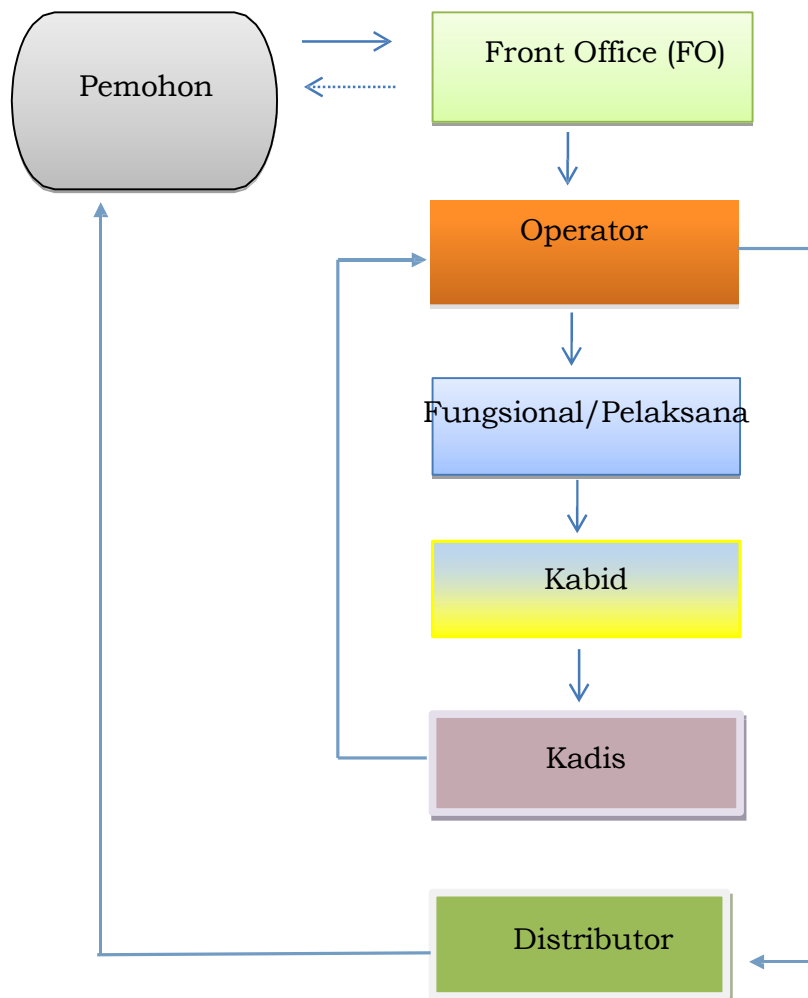 Pemohon
Front Office (FO)
Operator
Fungsional/Pelaksana
Kabid
Kadis
Distributor